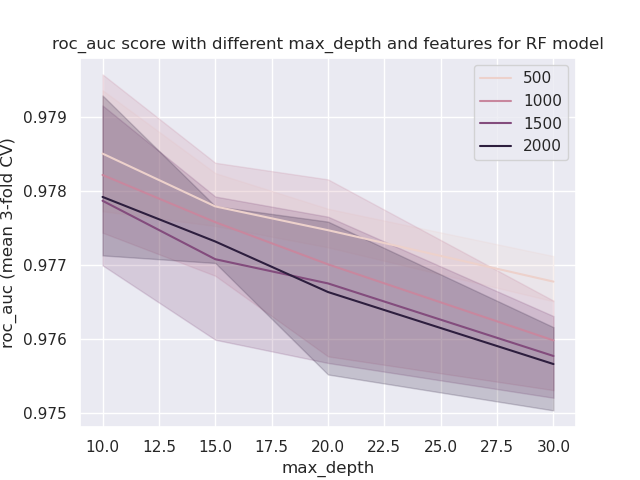 roc_auc score with different max_depth and features for RF model
500
1000
1500
2000
0.979
0.978
0.977
0.976
0.975
roc_auc (mean 3-fold CV)
10.0 12.5 15.0 17.5 20.0 22.5 25.0 27.5 30.0
max_depth